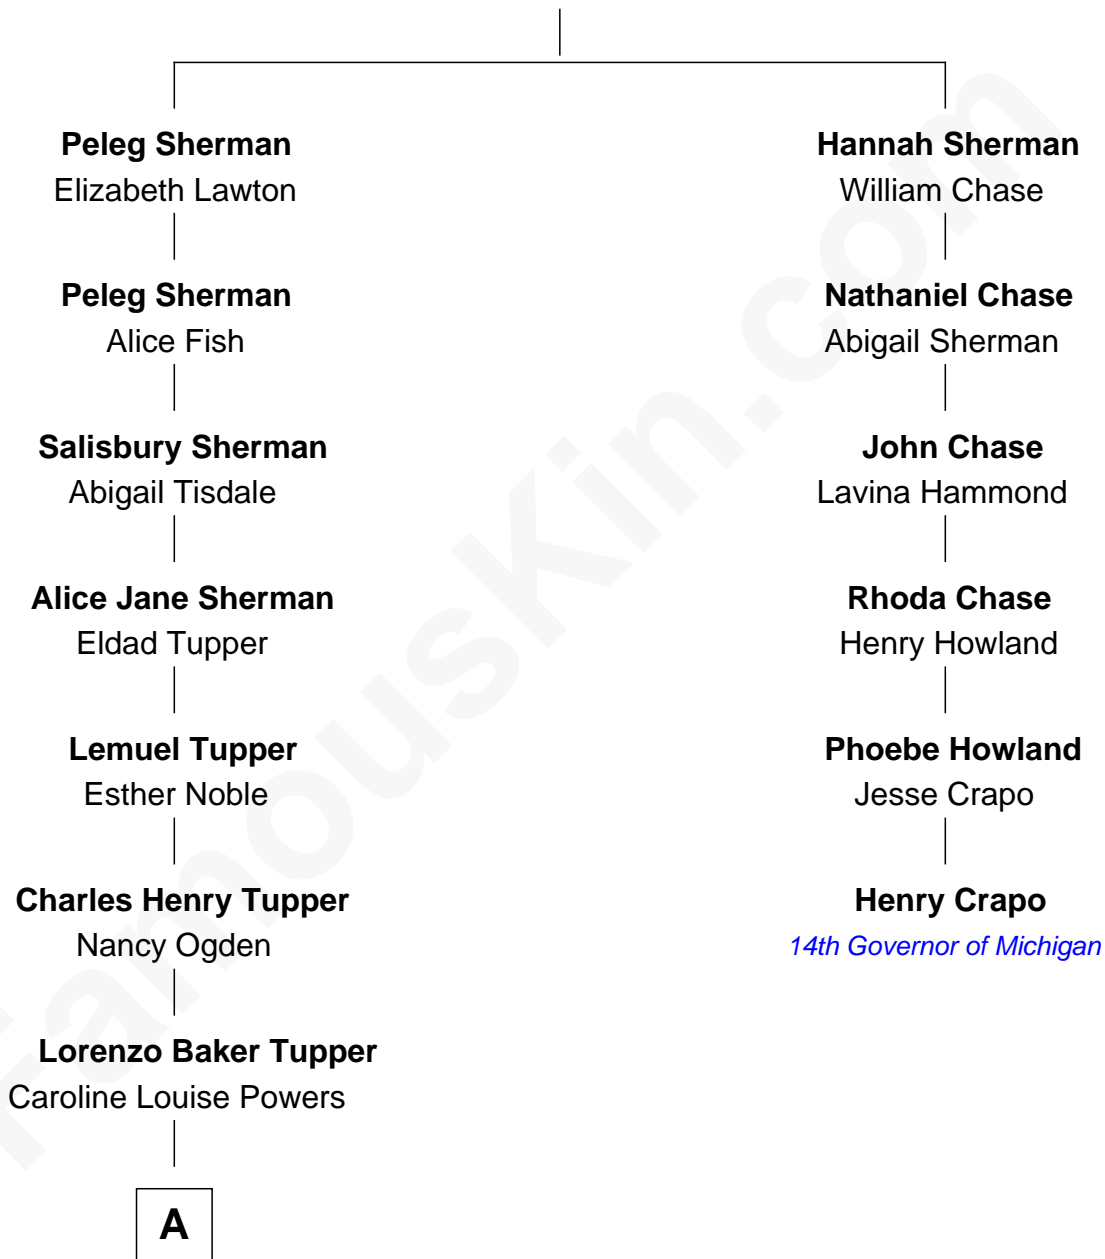 Peleg Sherman
Elizabeth Lawton
Peleg Sherman
Alice Fish
Salisbury Sherman
Abigail Tisdale
Alice Jane Sherman
Eldad Tupper
Lemuel Tupper
Esther Noble
Charles Henry Tupper
Nancy Ogden
Lorenzo Baker Tupper
Caroline Louise Powers
A
Hannah Sherman
William Chase
Nathaniel Chase
Abigail Sherman
John Chase
Lavina Hammond
Rhoda Chase
Henry Howland
Phoebe Howland
Jesse Crapo
Henry Crapo
14th Governor of Michigan
FamousKin.com